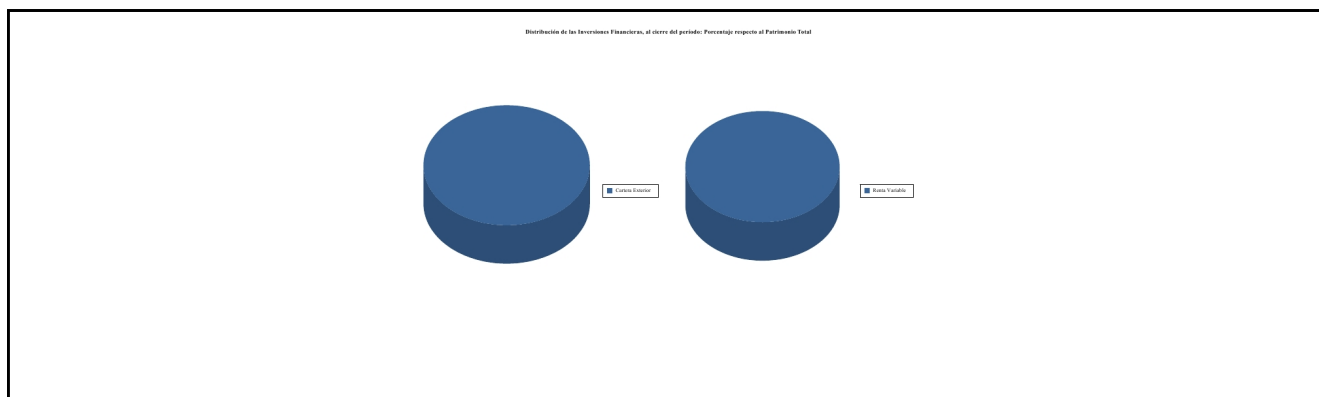 Distribución de las Inversiones Financieras, al cierre del período: Porcentaje respecto al Patrimonio Total
Cartera Exterior
Renta Variable